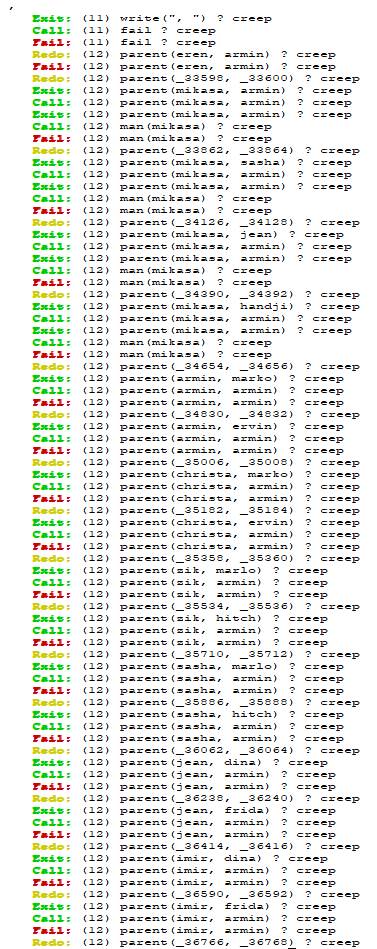 ,
Exit: (11) write(", ") ? creep
Call: (11) fail ? creep
Fail: (11) fail ? creep
Redo: (12) parent(eren, armin) ? creep
Fail: (12) parent(eren, armin) ? creep
Redo: (12) parent(_33598, _33600) ? creep
Exit: (12) parent(mikasa, armin) ? creep
Call: (12) parent(mikasa, armin) ? creep
Exit: (12) parent(mikasa, armin) ? creep
Call: (12) man(mikasa) ? creep
Fail: (12) man(mikasa) ? creep
Redo: (12) parent(_33862, _33864) ? creep
Exit: (12) parent(mikasa, sasha) ? creep
Call: (12) parent(mikasa, armin) ? creep
Exit: (12) parent(mikasa, armin) ? creep
Call: (12) man(mikasa) ? creep
Fail: (12) man(mikasa) ? creep
Redo: (12) parent(_34126, _34128) ? creep
Exit: (12) parent(mikasa, jean) ? creep
Call: (12) parent(mikasa, armin) ? creep
Exit: (12) parent(mikasa, armin) ? creep
Call: (12) man(mikasa) ? creep
Fail: (12) man(mikasa) ? creep
Redo: (12) parent(_34390, _34392) ? creep
Exit: (12) parent(mikasa, handji) ? creep
Call: (12) parent(mikasa, armin) ? creep
Exit: (12) parent(mikasa, armin) ? creep
Call: (12) man(mikasa) ? creep
Fail: (12) man(mikasa) ? creep
Redo: (12) parent(_34654, _34656) ? creep
Exit: (12) parent(armin, marko) ? creep
Call: (12) parent(armin, armin) ? creep
Fail: (12) parent(armin, armin) ? creep
Redo: (12) parent(_34830, _34832) ? creep
Exit: (12) parent(armin, ervin) ? creep
Call: (12) parent(armin, armin) ? creep
Fail: (12) parent(armin, armin) ? creep
Redo: (12) parent(_35006, _35008) ? creep
Exit: (12) parent(christa, marko) ? creep
Call: (12) parent(christa, armin) ? creep
Fail: (12) parent(christa, armin) ? creep
Redo: (12) parent(_35182, _35184) ? creep
Exit: (12) parent(christa, ervin) ? creep
Call: (12) parent(christa, armin) ? creep
Fail: (12) parent(christa, armin) ? creep
Redo: (12) parent(_35358, _35360) ? creep
Exit: (12) parent(zik, marlo) ? creep
Call: (12) parent(zik, armin) ? creep
Fail: (12) parent(zik, armin) ? creep
Redo: (12) parent(_35534, _35536) ? creep
Exit: (12) parent(zik, hitch) ? creep
Call: (12) parent(zik, armin) ? creep
Fail: (12) parent(zik, armin) ? creep
Redo: (12) parent(_35710, _35712) ? creep
Exit: (12) parent(sasha, marlo) ? creep
Call: (12) parent(sasha, armin) ? creep
Fail: (12) parent(sasha, armin) ? creep
Redo: (12) parent(_35886, _35888) ? creep
Exit: (12) parent(sasha, hitch) ? creep
Call: (12) parent(sasha, armin) ? creep
Fail: (12) parent(sasha, armin) ? creep
Redo: (12) parent(_36062, _36064) ? creep
Exit: (12) parent(jean, dina) ? creep
Call: (12) parent(jean, armin) ? creep
Fail: (12) parent(jean, armin) ? creep
Redo: (12) parent(_36238, _36240) ? creep
Exit: (12) parent(jean, frida) ? creep
Call: (12) parent(jean, armin) ? creep
Fail: (12) parent(jean, armin) ? creep
Redo: (12) parent(_36414, _36416) ? creep
Exit: (12) parent(imir, dina) ? creep
Call: (12) parent(imir, armin) ? creep
Fail: (12) parent(imir, armin) ? creep
Redo: (12) parent(_36590, _36592) ? creep
Exit: (12) parent(imir, frida) ? creep
Call: (12) parent(imir, armin) ? creep
Fail: (12) parent(imir, armin) ? creep
Redo: (12) parent(_36766, _36768) ? creep